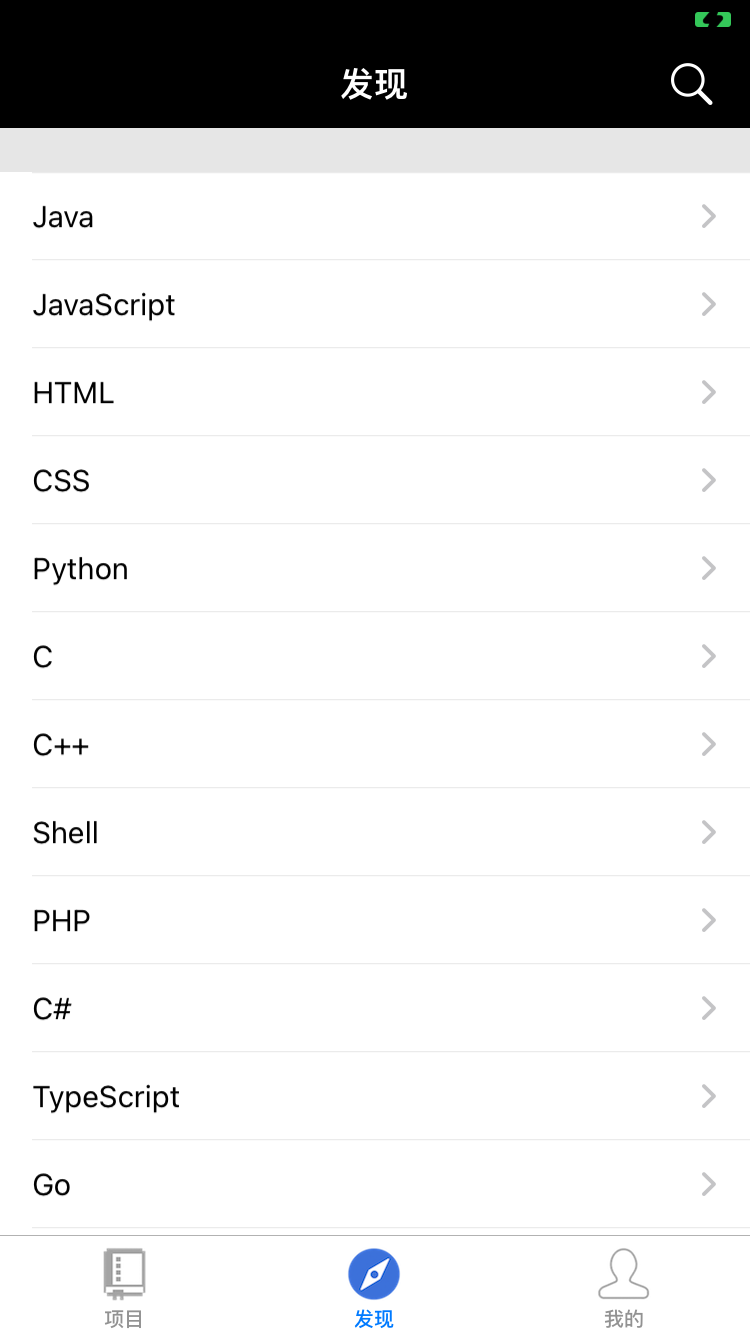 发现
Java
JavaScript
HTML
CSS
Python
C
C++
Shell
PHP
C#
TypeScript
Go
项目
发现
我的